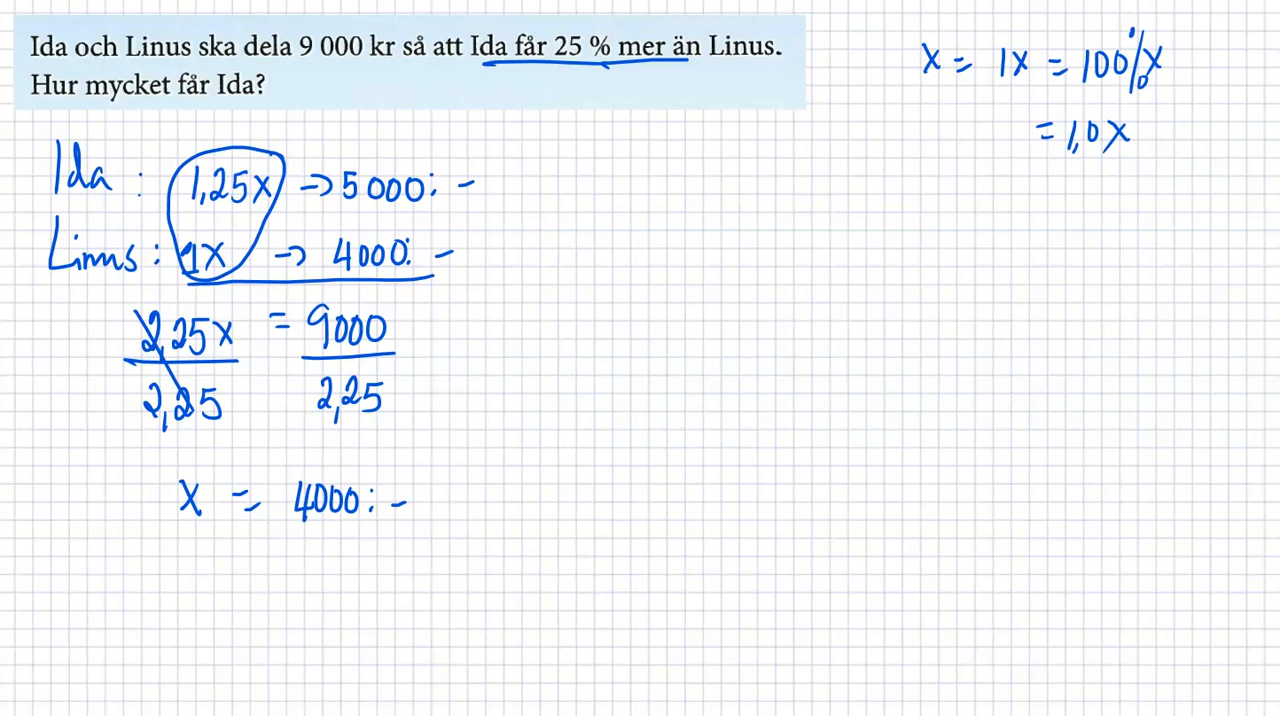 Ida och Linus ska dela 9 000 kr så att Ida får 25 % mer än Linus.
Hur mycket får Ida?
x = 1x = 100%x
= 1,0x
Ida : 1,25x → 5000:-
Linus : 1x → 4000:-
2,25x = 9000
2,25 2,25
x = 4000:-